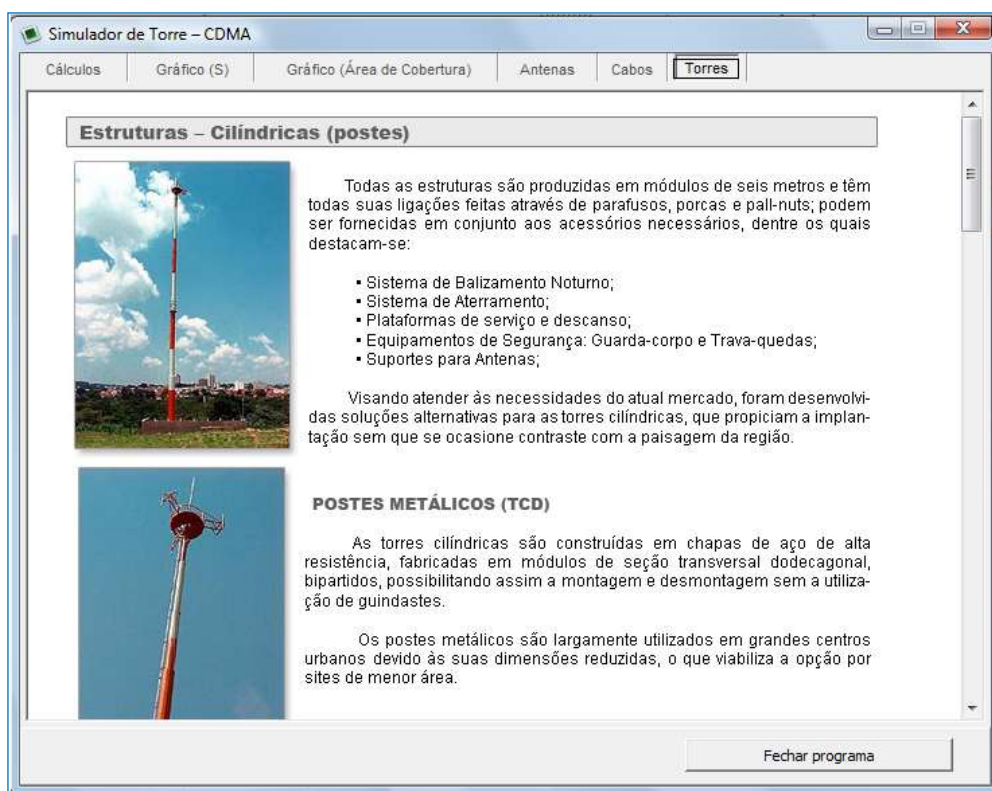 Simulador de Torre – CDMA
Cálculos Gráfico (S) Gráfico (Área de Cobertura) Antenas Cabos Torres
Estruturas – Cilíndricas (postes)
Todas as estruturas são produzidas em módulos de seis metros e têm
todas suas ligações feitas através de parafusos, porcas e pall-nuts; podem
ser fornecidas em conjunto aos acessórios necessários, dentre os quais
destacam-se:
▪ Sistema de Balizamento Noturno;
▪ Sistema de Aterramento;
▪ Plataformas de serviço e descanso;
▪ Equipamentos de Segurança: Guarda-corpo e Trava-quedas;
▪ Suportes para Antenas;
Visando atender às necessidades do atual mercado, foram desenvolvi-
das soluções alternativas para as torres cilíndricas, que propiciam a implan-
tação sem que se ocasione contraste com a paisagem da região.
POSTES METÁLICOS (TCD)
As torres cilíndricas são construídas em chapas de aço de alta
resistência, fabricadas em módulos de seção transversal dodecagonal,
bipartidos, possibilitando assim a montagem e desmontagem sem a utiliza-
ção de guindastes.
Os postes metálicos são largamente utilizados em grandes centros
urbanos devido às suas dimensões reduzidas, o que viabiliza a opção por
sites de menor área.
Fechar programa